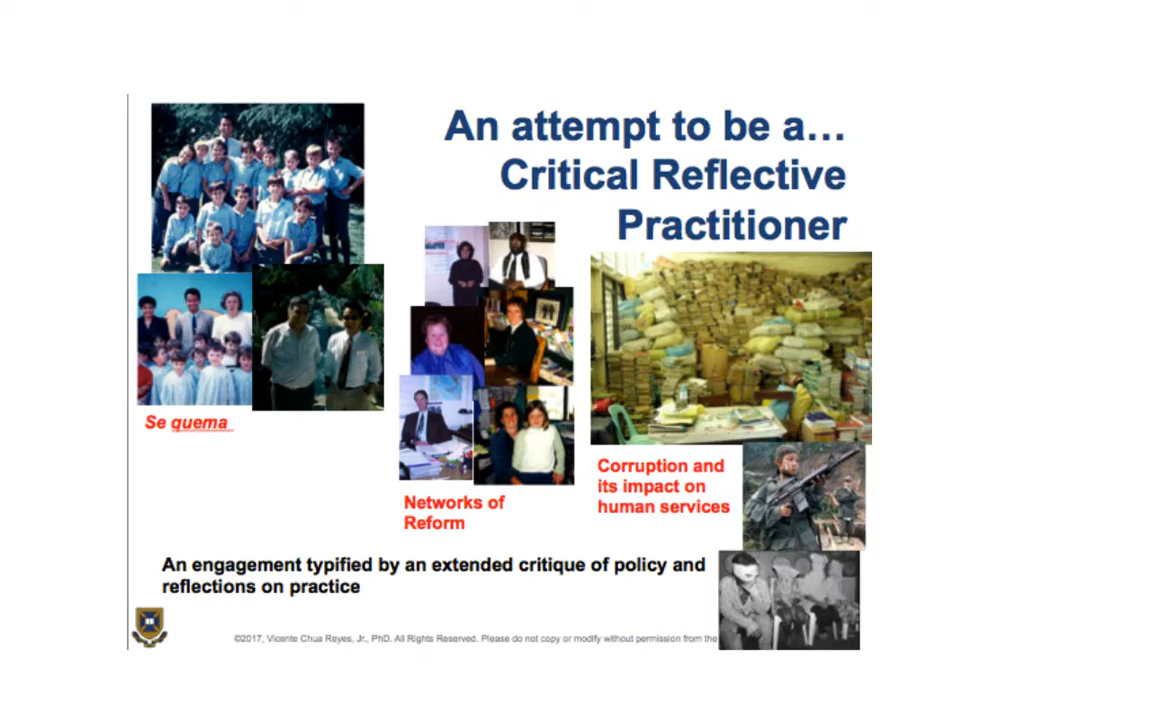 An attempt to be a…
Critical Reflective
Practitioner
Se quema
Networks of
Reform
Corruption and
its impact on
human services
An engagement typified by an extended critique of policy and
reflections on practice
©2017, Vicente Chua Reyes, Jr., PhD. All Rights Reserved. Please do not copy or modify without permission from the